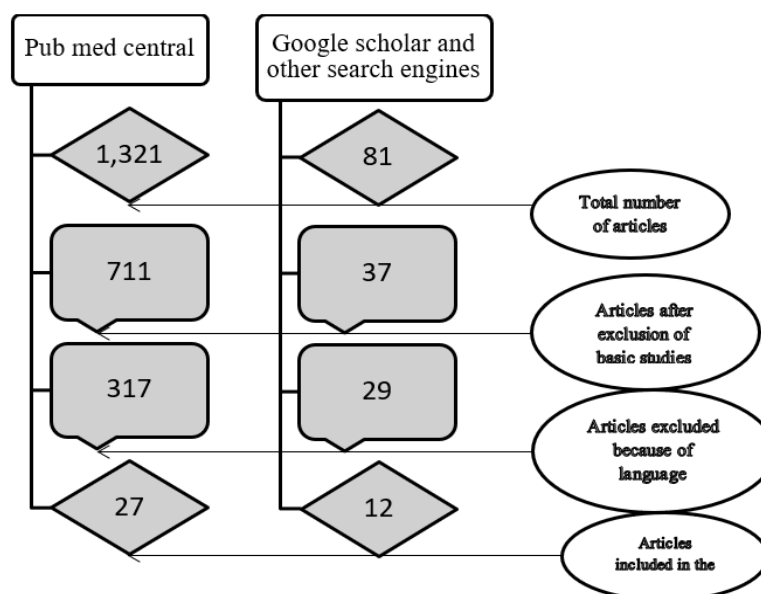 Pub med central
Google scholar and
other search engines
1,321
81
Total number
of articles
711
37
Articles after
exclusion of
basic studies
317
29
Articles excluded
because of
language
27
12
Articles
included in the